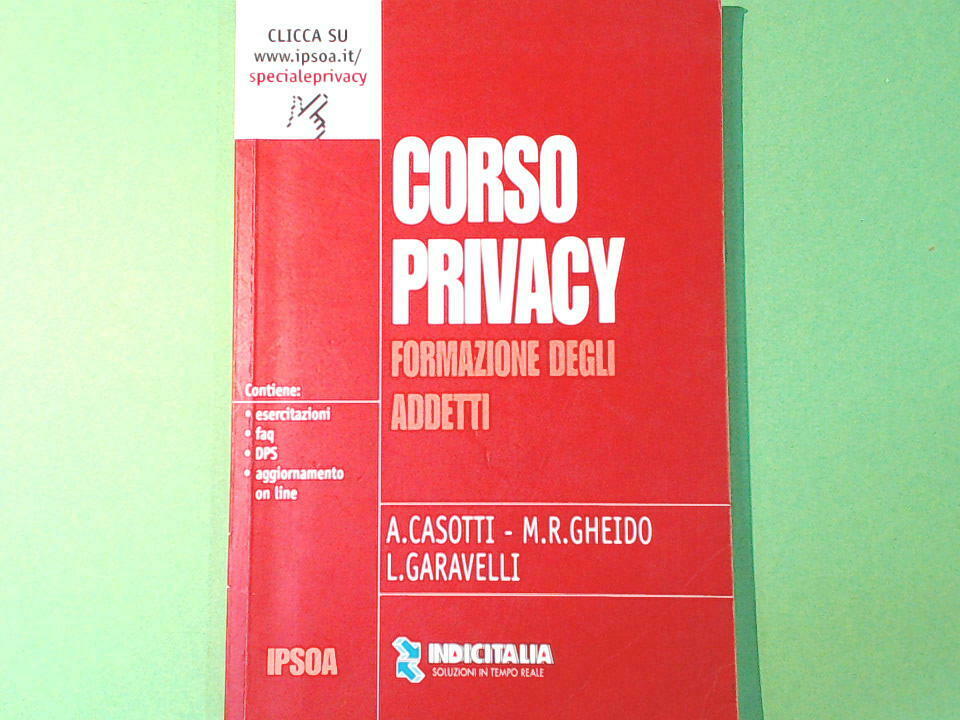 CLICCA SU
www.ipsoa.it/
specialeprivacy
CORSO
PRIVACY
FORMAZIONE DEGLI
ADDETTI
Contiene:
• esercitazioni
• faq
• DPS
• aggiornamento
on line
A.CASOTTI - M.R.GHEIDO
L.GARAVELLI
IPSOA
INDICITALIA
SOLUZIONI IN TEMPO REALE